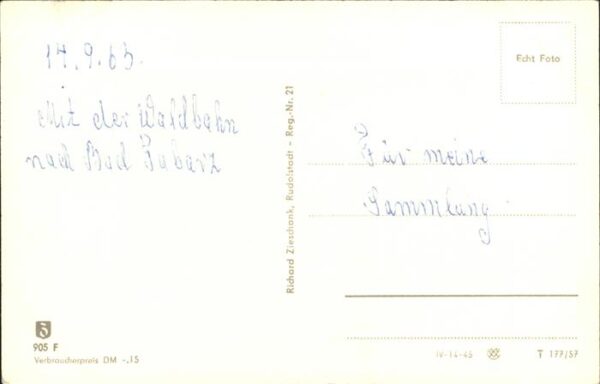 14.9.65.
Mit der Waldbahn
nach Bad Tabarz
Echt Foto
Richard Zieschank, Rudolstadt - Reg.-Nr. 21
Für meine
Sammlung
905 F
Verbraucherpreis DM -,15
IV-14-45
T 177/57